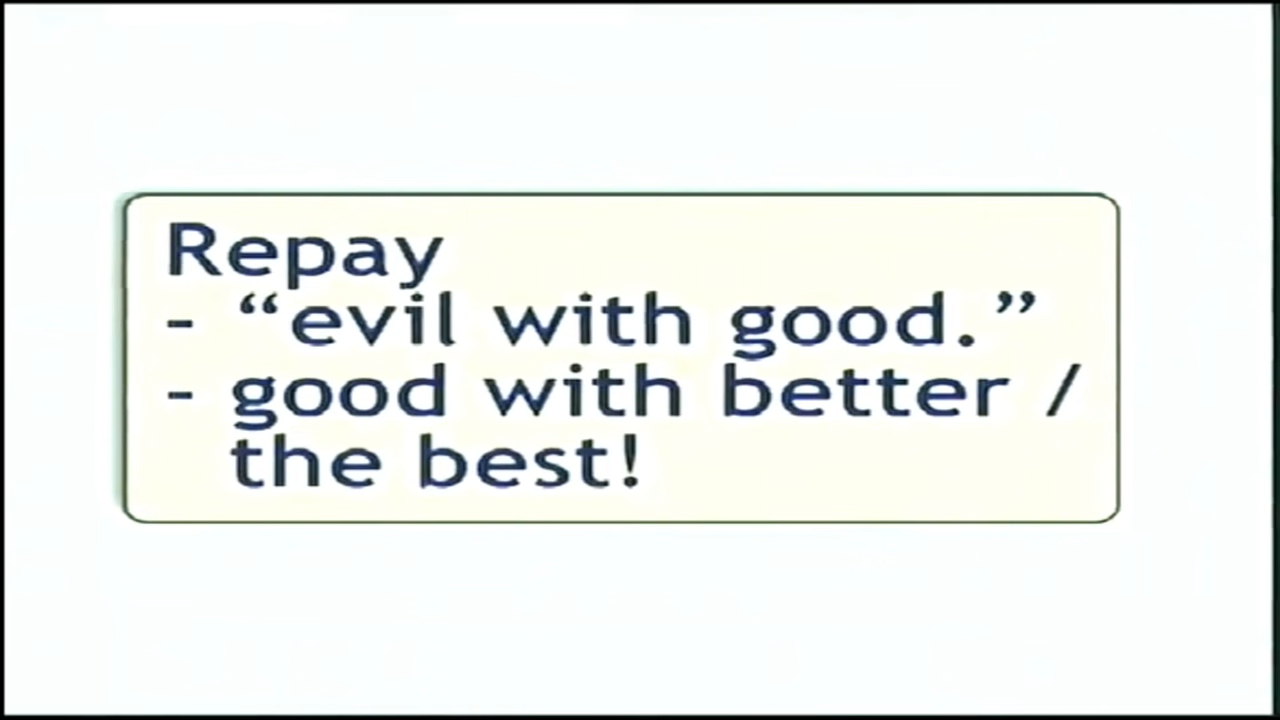 Repay
- “evil with good.”
- good with better /
the best!